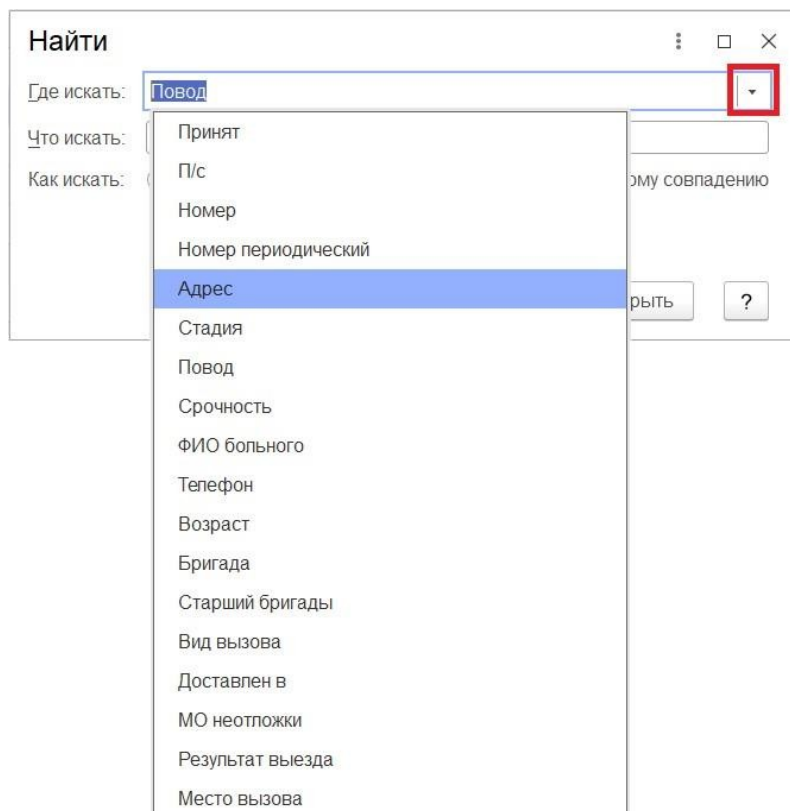 Найти
Где искать: Повод
Что искать:
Принят
Как искать:
П/с
ому совпадению
Номер
Номер периодический
Адрес
рыть ?
Стадия
Повод
Срочность
ФИО больного
Телефон
Возраст
Бригада
Старший бригады
Вид вызова
Доставлен в
МО неотложки
Результат выезда
Место вызова